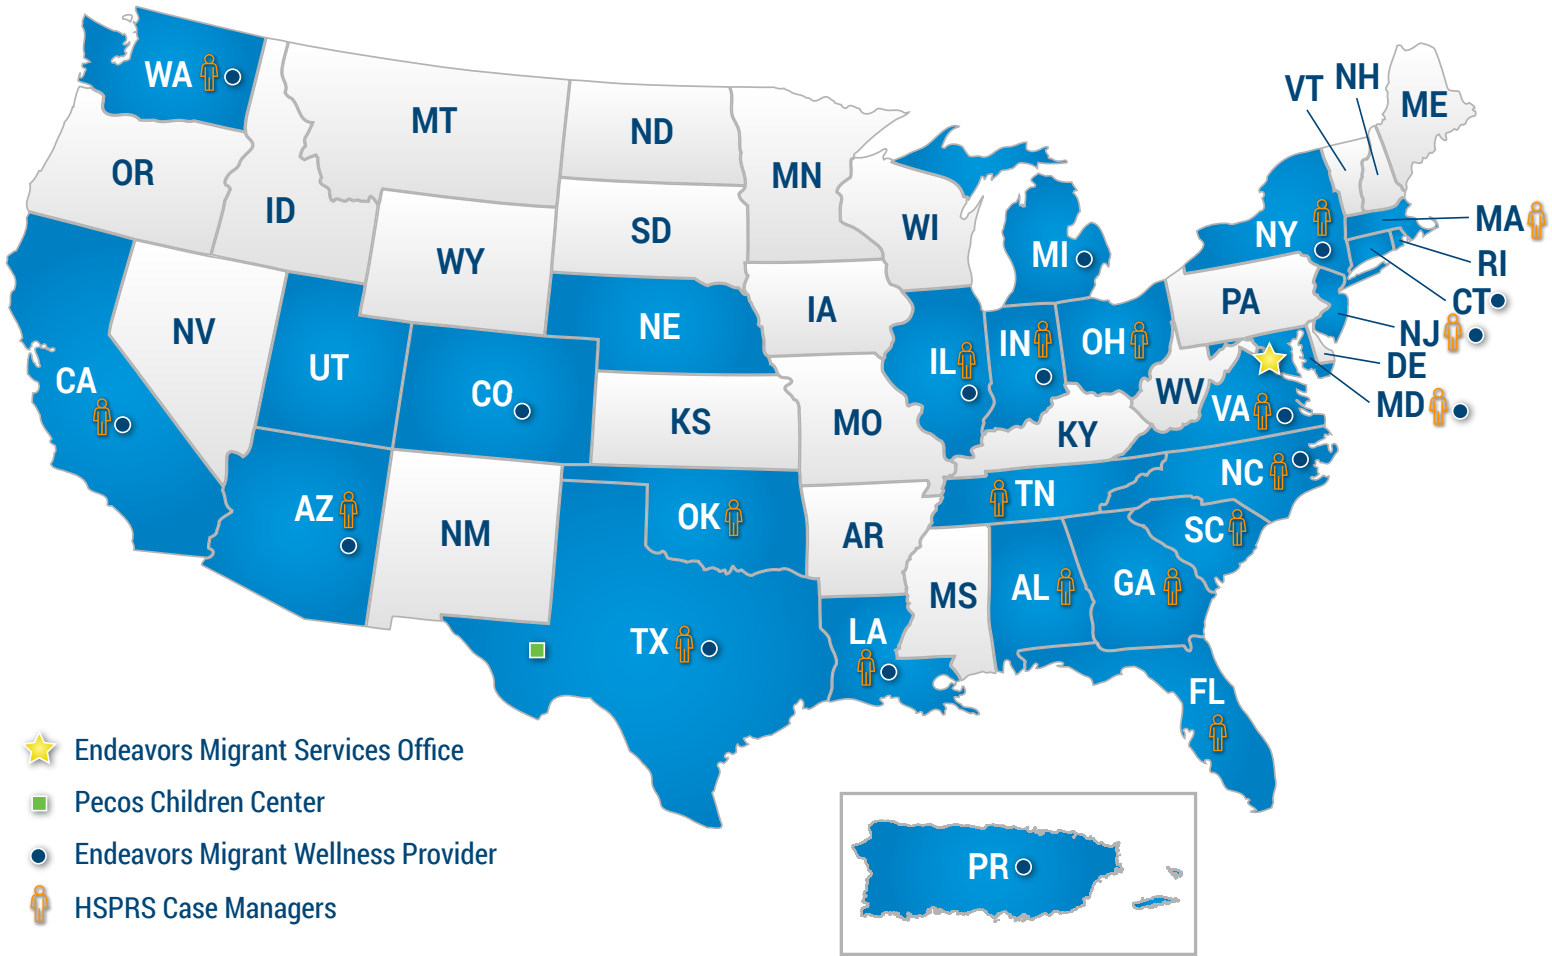 WA
MT
ND
MN
VT
NH
ME
OR
ID
WY
SD
WI
MI
NY
MA
RI
CT
NV
UT
CO
NE
IA
IL
IN
OH
PA
NJ
DE
MD
CA
KS
MO
KY
WV
VA
AZ
NM
OK
AR
TN
NC
SC
TX
LA
MS
AL
GA
FL
Endeavors Migrant Services Office
Pecos Children Center
Endeavors Migrant Wellness Provider
HSPRS Case Managers
PR